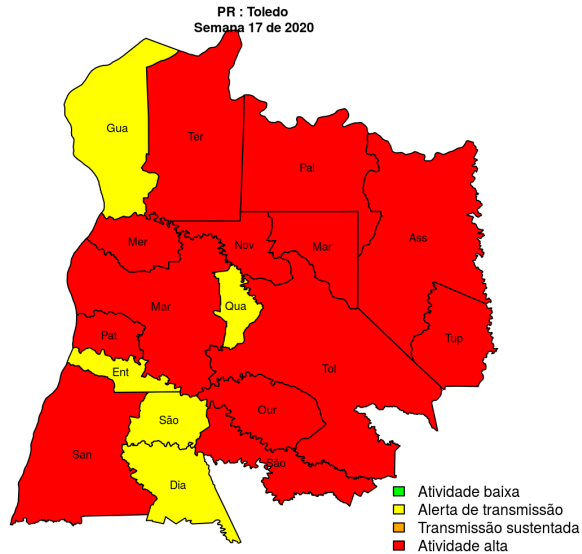 PR : Toledo
Semana 17 de 2020
Gua
Ter
Pal
Mer
Nov
Mar
Ass
Mar
Qua
Pat
Tup
Ent
Tol
Our
São
San
São
Dia
Atividade baixa
Alerta de transmissão
Transmissão sustentada
Atividade alta